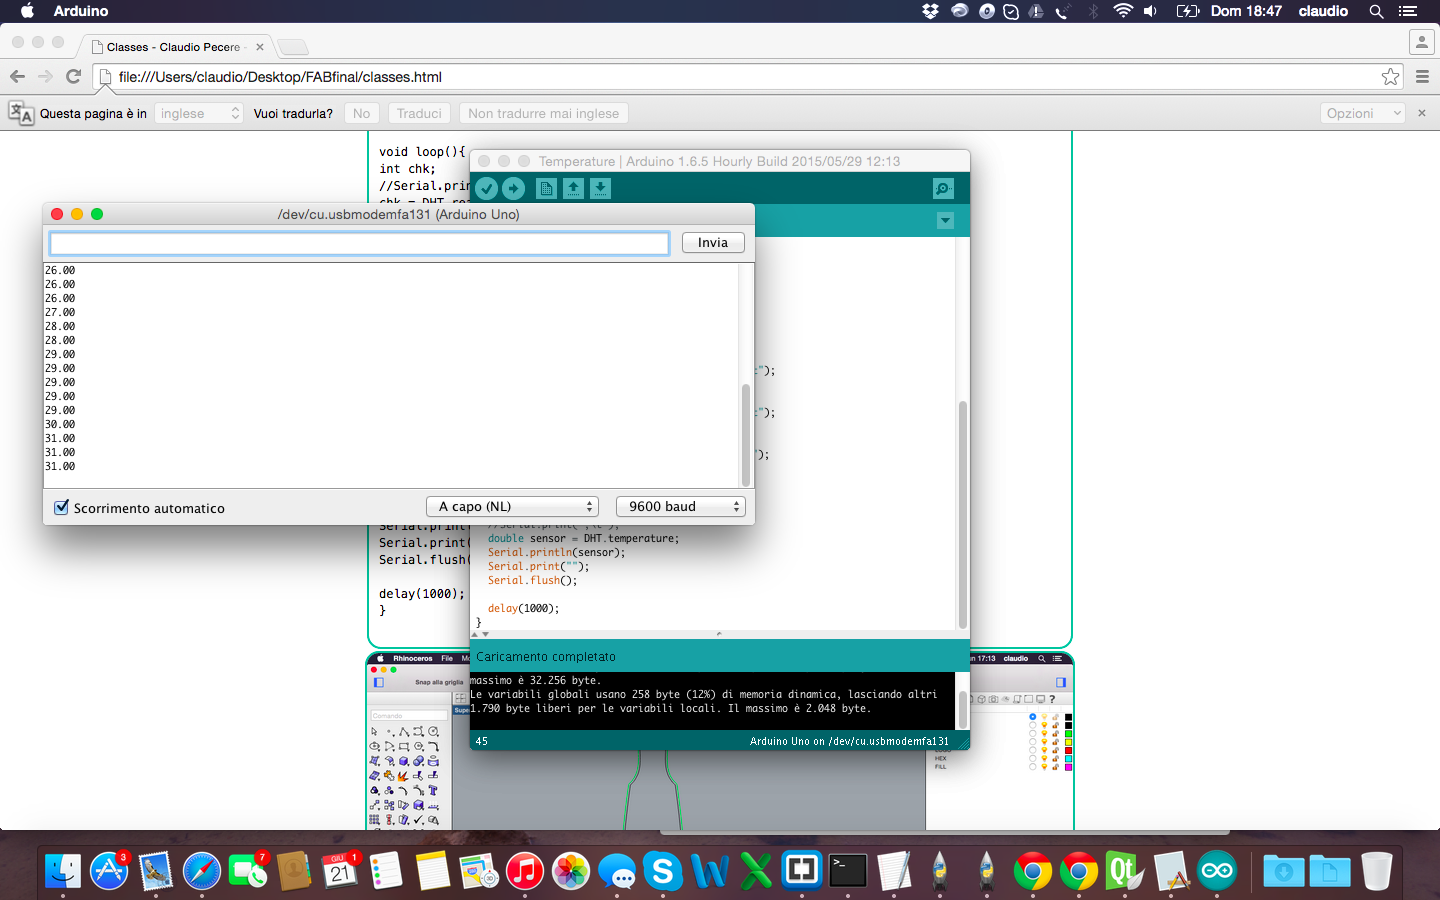 Arduino
Dom 18:47 claudio
Classes - Claudio Pecere -
file:///Users/claudio/Desktop/FABfinal/classes.html
Questa pagina è in inglese Vuoi tradurla? No Traduci Non tradurre mai inglese Opzioni
void loop(){
int chk;
//Serial.prin
Temperature | Arduino 1.6.5 Hourly Build 2015/05/29 12:13
/dev/cu.usbmodemfa131 (Arduino Uno)
Invia
26.00
26.00
26.00
27.00
28.00
28.00
29.00
29.00
29.00
29.00
29.00
30.00
31.00
31.00
31.00
Scorrimento automatico A capo (NL) 9600 baud
");
");
");
Serial.print(
Serial.flush(
delay(1000);
}
double sensor = DHT.temperature;
Serial.println(sensor);
Serial.print("");
Serial.flush();
delay(1000);
}
Caricamento completato
massimo è 32.256 byte.
Le variabili globali usano 258 byte (12%) di memoria dinamica, lasciando altri
1.790 byte liberi per le variabili locali. Il massimo è 2.048 byte.
45 Arduino Uno on /dev/cu.usbmodemfa131
Rhinoceros File Mo
17:13 claudio
Snap alla griglia
Comando
Supe
HEX
FILL
3
7
GIU
21
1
30
Qt